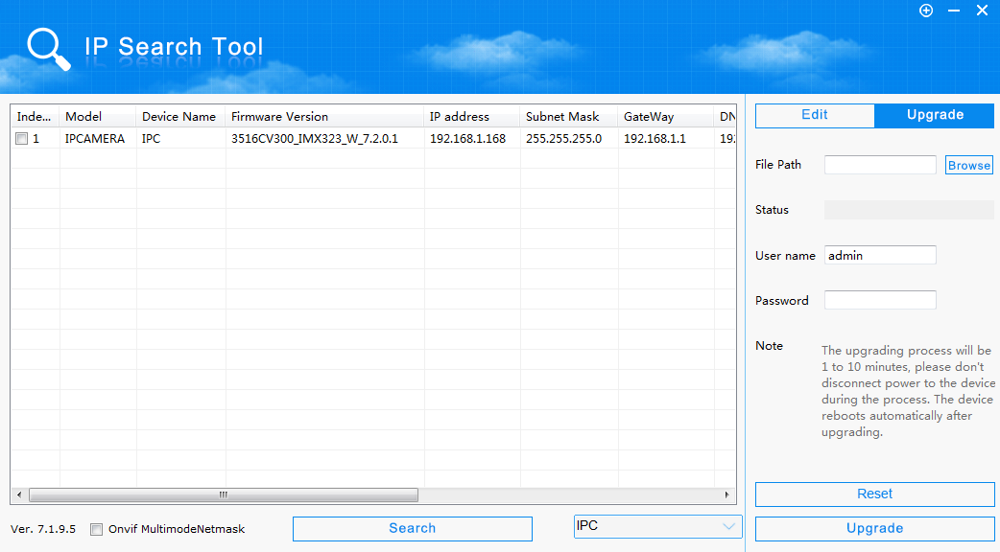 IP Search Tool
Inde... Model Device Name Firmware Version IP address Subnet Mask GateWay DN
1 IPCAMERA IPC 3516CV300_IMX323_W_7.2.0.1 192.168.1.168 255.255.255.0 192.168.1.1 192.
Edit Upgrade
File Path Browse
Status
User name admin
Password
Note
The upgrading process will be
1 to 10 minutes, please don't
disconnect power to the device
during the process. The device
reboots automatically after
upgrading.
Reset
Ver. 7.1.9.5 Onvif MultimodeNetmask Search IPC Upgrade